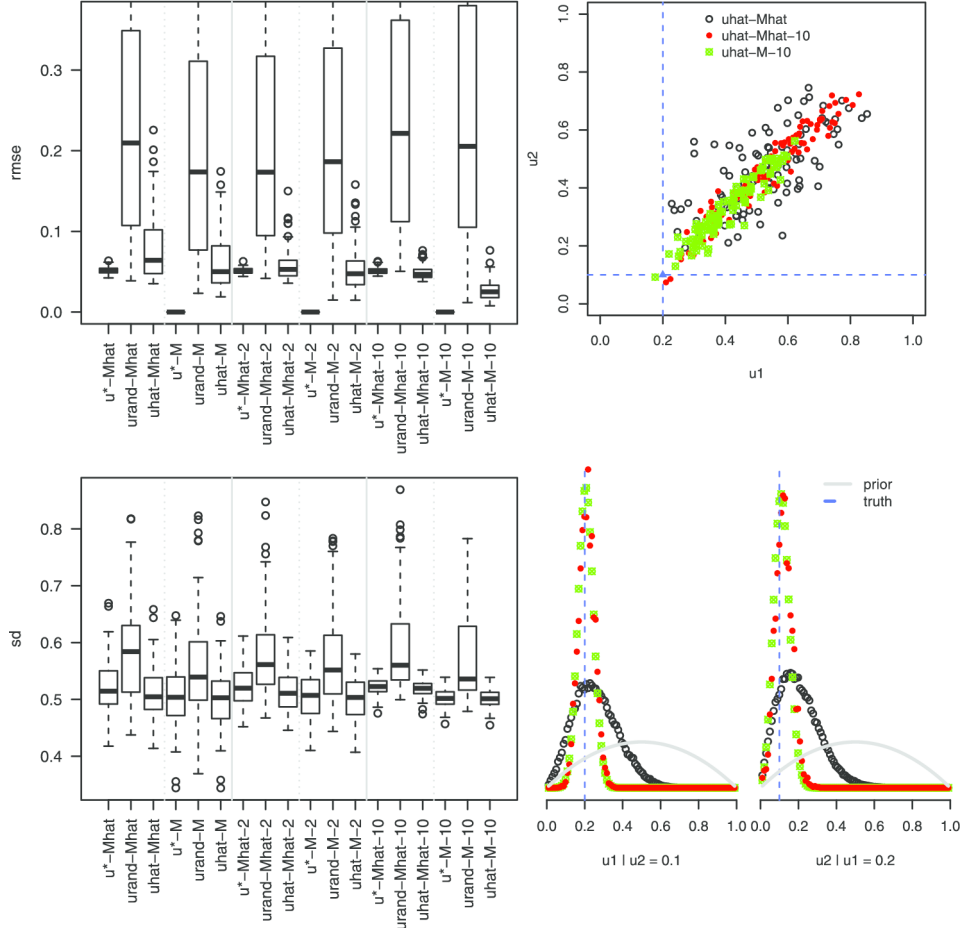 rmse
0.0
0.1
0.2
0.3
u*−Mhat
urand−Mhat
uhat−Mhat
u*−M
urand−M
uhat−M
u*−Mhat−2
urand−Mhat−2
uhat−Mhat−2
u*−M−2
urand−M−2
uhat−M−2
u*−Mhat−10
urand−Mhat−10
uhat−Mhat−10
u*−M−10
urand−M−10
uhat−M−10
u2
0.0
0.2
0.4
0.6
0.8
1.0
uhat−Mhat
uhat−Mhat−10
uhat−M−10
0.0 0.2 0.4 0.6 0.8 1.0
u1
sd
0.4
0.5
0.6
0.7
0.8
u*−Mhat
urand−Mhat
uhat−Mhat
u*−M
urand−M
uhat−M
u*−Mhat−2
urand−Mhat−2
uhat−Mhat−2
u*−M−2
urand−M−2
uhat−M−2
u*−Mhat−10
urand−Mhat−10
uhat−Mhat−10
u*−M−10
urand−M−10
uhat−M−10
0.0 0.2 0.4 0.6 0.8 1.0
u1 | u2 = 0.1
prior
truth
0.0 0.2 0.4 0.6 0.8 1.0
u2 | u1 = 0.2